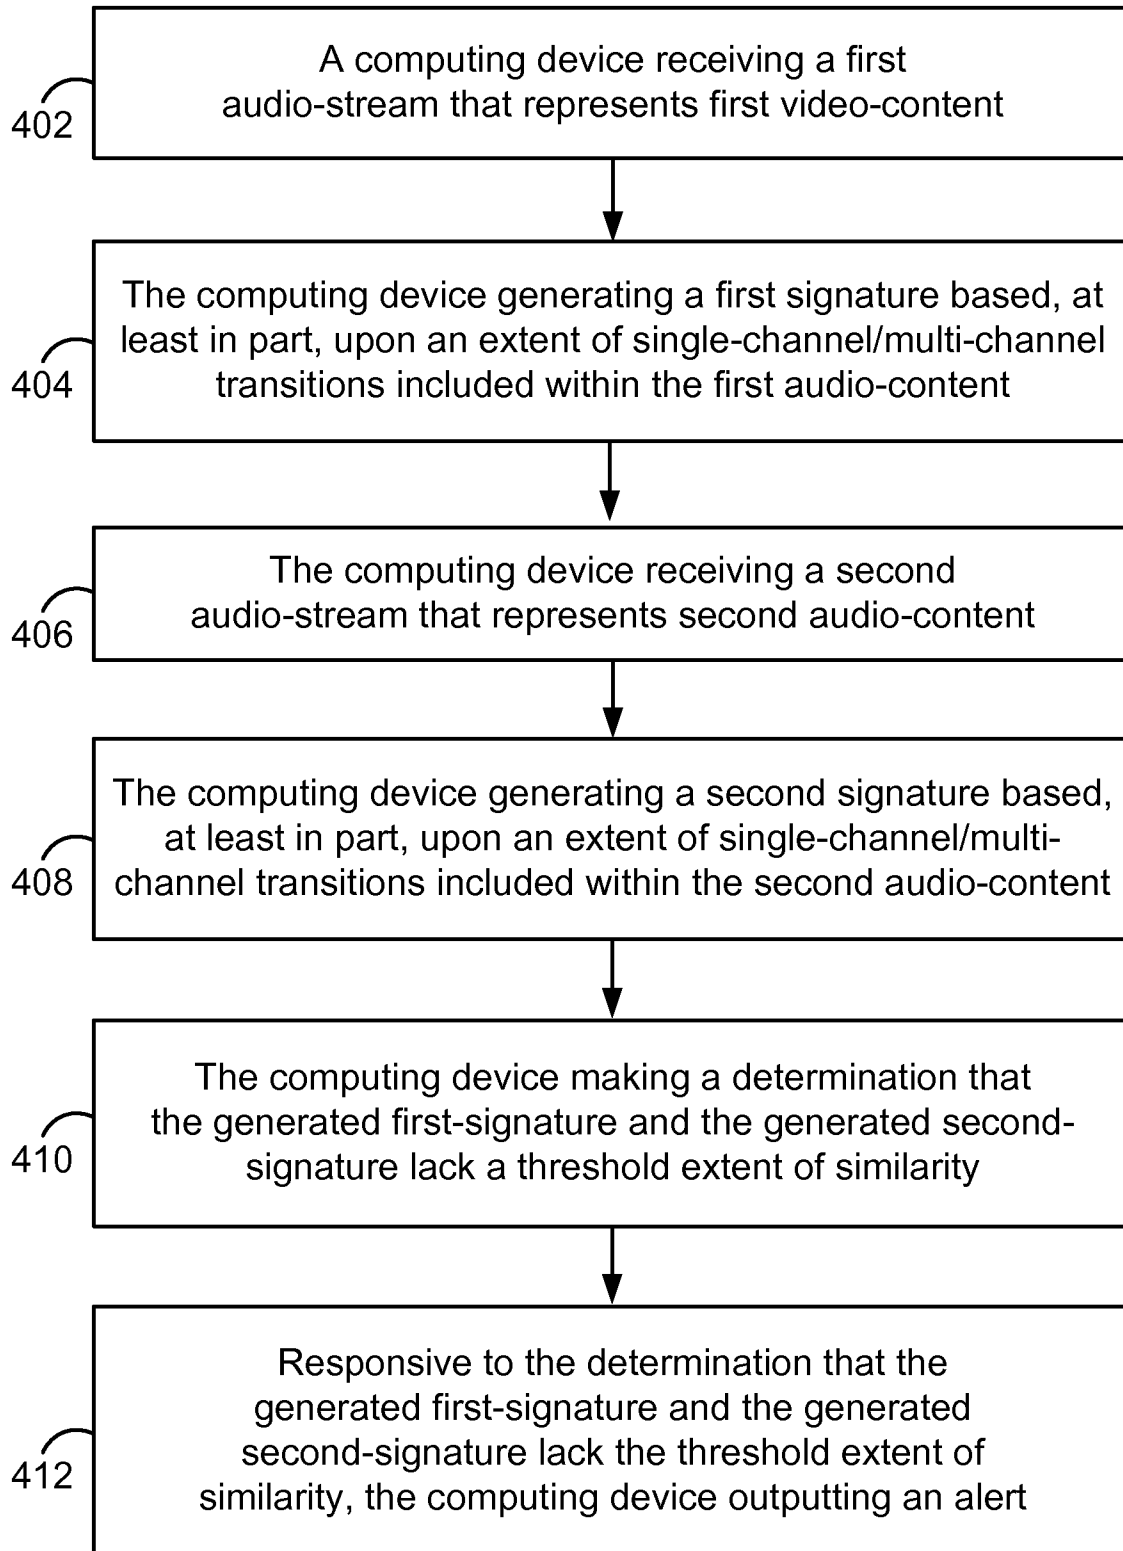 A computing device receiving a first
audio-stream that represents first video-content
402
The computing device generating a first signature based, at
least in part, upon an extent of single-channel/multi-channel
transitions included within the first audio-content
404
The computing device receiving a second
audio-stream that represents second audio-content
406
The computing device generating a second signature based,
at least in part, upon an extent of single-channel/multi-
channel transitions included within the second audio-content
408
The computing device making a determination that
the generated first-signature and the generated second-
signature lack a threshold extent of similarity
410
Responsive to the determination that the
generated first-signature and the generated
second-signature lack the threshold extent of
similarity, the computing device outputting an alert
412